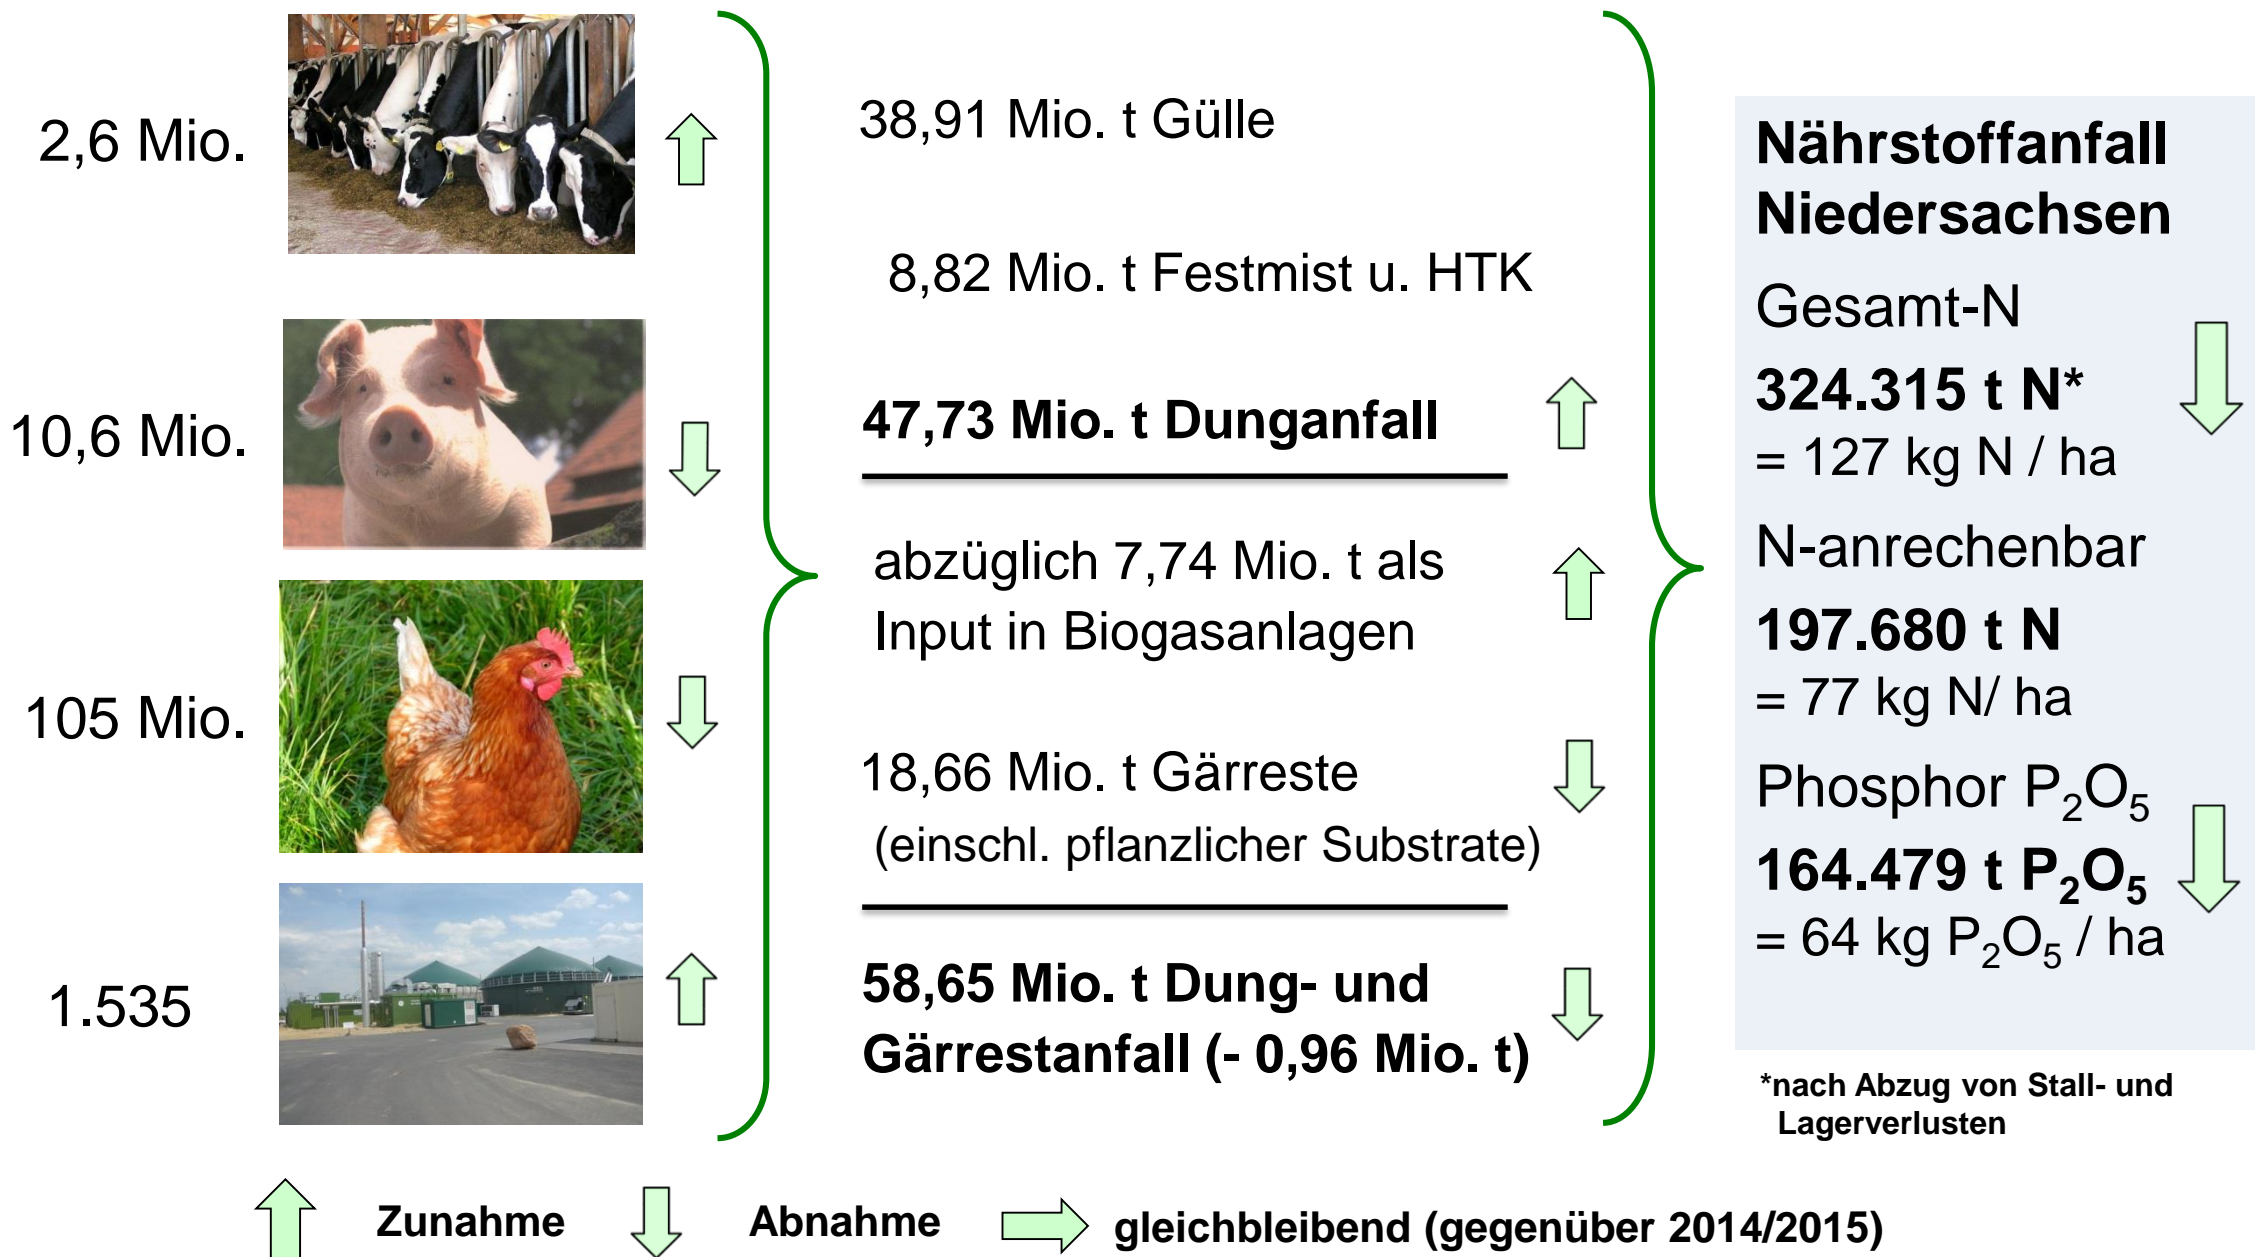 2,6 Mio.
10,6 Mio.
105 Mio.
1.535
38,91 Mio. t Gülle
8,82 Mio. t Festmist u. HTK
47,73 Mio. t Dunganfall
abzüglich 7,74 Mio. t als
Input in Biogasanlagen
18,66 Mio. t Gärreste
(einschl. pflanzlicher Substrate)
58,65 Mio. t Dung- und
Gärrestanfall (- 0,96 Mio. t)
Nährstoffanfall
Niedersachsen
Gesamt-N
324.315 t N*
= 127 kg N / ha
N-anrechenbar
197.680 t N
= 77 kg N/ ha
Phosphor P₂O₅
164.479 t P₂O₅
= 64 kg P₂O₅ / ha
*nach Abzug von Stall- und
Lagerverlusten
Zunahme
Abnahme
gleichbleibend (gegenüber 2014/2015)